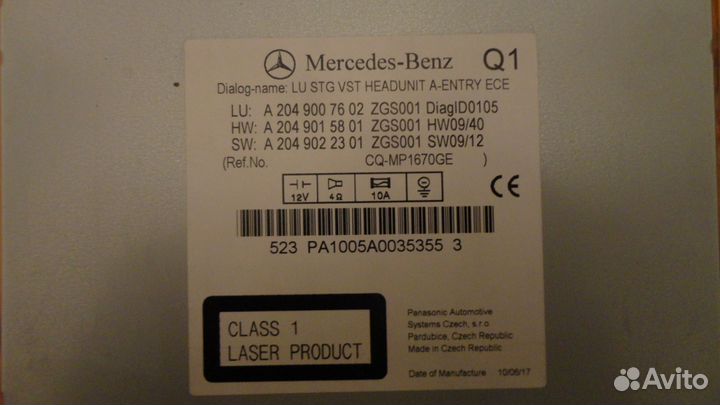 Mercedes-Benz Q1
Dialog-name: LU STG VST HEADUNIT A-ENTRY ECE
LU: A 204 900 76 02 ZGS001 DiagID0105
HW: A 204 901 58 01 ZGS001 HW09/40
SW: A 204 902 23 01 ZGS001 SW09/12
(Ref.No. CQ-MP1670GE )
12V 4Ω 10A
CE
523 PA1005A0035355 3
CLASS 1
LASER PRODUCT
Panasonic Automotive
Systems Czech, s.r.o.
Pardubice, Czech Republic
Made in Czech Republic
Date of Manufacture 10/06/17
Avito